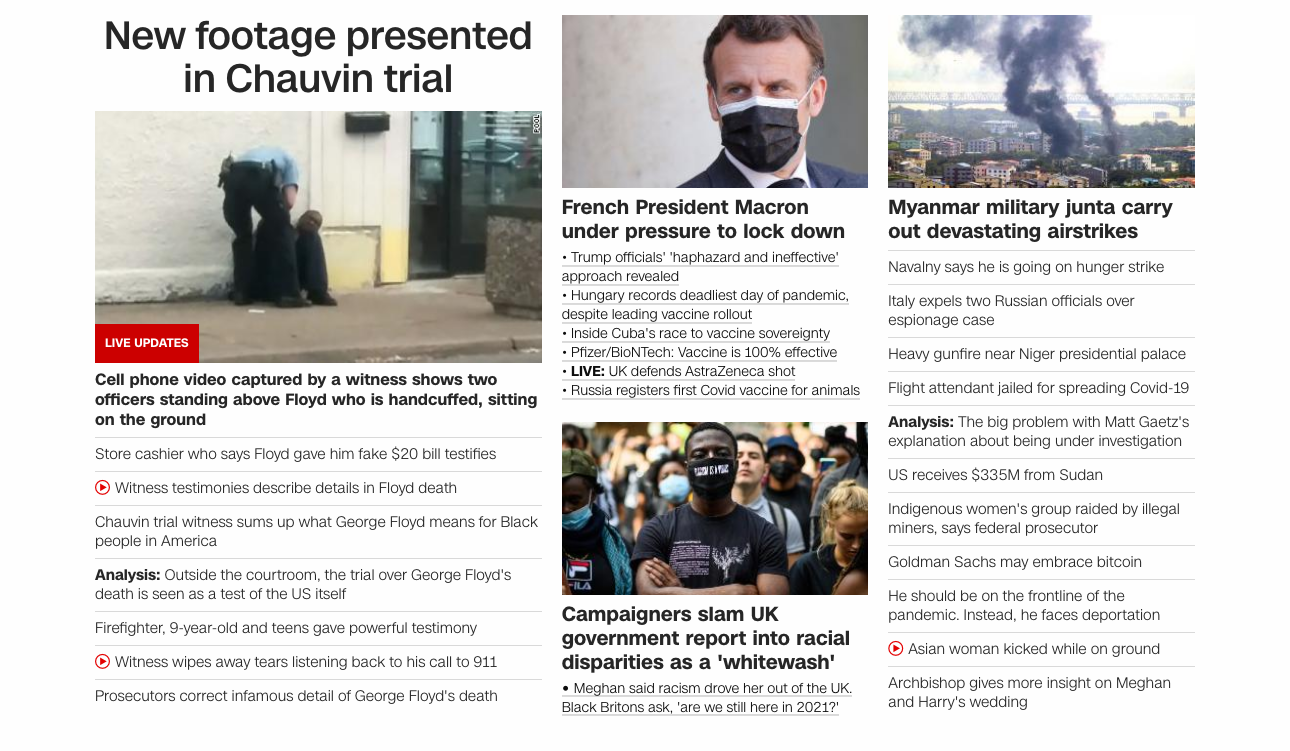 New footage presented
in Chauvin trial
POOL
LIVE UPDATES
Cell phone video captured by a witness shows two
officers standing above Floyd who is handcuffed, sitting
on the ground
Store cashier who says Floyd gave him fake $20 bill testifies
Witness testimonies describe details in Floyd death
Chauvin trial witness sums up what George Floyd means for Black
people in America
Analysis: Outside the courtroom, the trial over George Floyd's
death is seen as a test of the US itself
Firefighter, 9-year-old and teens gave powerful testimony
Witness wipes away tears listening back to his call to 911
Prosecutors correct infamous detail of George Floyd's death
French President Macron
under pressure to lock down
• Trump officials' 'haphazard and ineffective'
approach revealed
• Hungary records deadliest day of pandemic,
despite leading vaccine rollout
• Inside Cuba's race to vaccine sovereignty
• Pfizer/BioNTech: Vaccine is 100% effective
• LIVE: UK defends AstraZeneca shot
• Russia registers first Covid vaccine for animals
FILA
Campaigners slam UK
government report into racial
disparities as a 'whitewash'
• Meghan said racism drove her out of the UK.
Black Britons ask, 'are we still here in 2021?'
Myanmar military junta carry
out devastating airstrikes
Navalny says he is going on hunger strike
Italy expels two Russian officials over
espionage case
Heavy gunfire near Niger presidential palace
Flight attendant jailed for spreading Covid-19
Analysis: The big problem with Matt Gaetz's
explanation about being under investigation
US receives $335M from Sudan
Indigenous women's group raided by illegal
miners, says federal prosecutor
Goldman Sachs may embrace bitcoin
He should be on the frontline of the
pandemic. Instead, he faces deportation
Asian woman kicked while on ground
Archbishop gives more insight on Meghan
and Harry's wedding